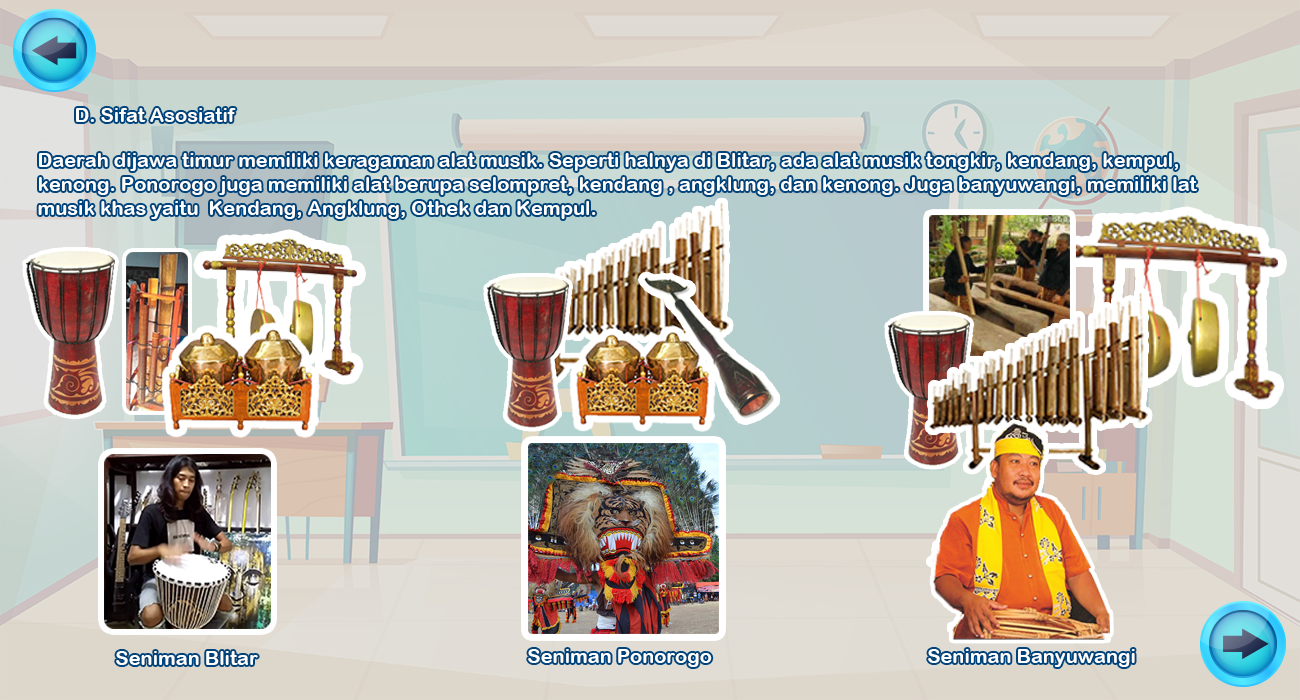 D. Sifat Asosiatif
Daerah dijawa timur memiliki keragaman alat musik. Seperti halnya di Blitar, ada alat musik tongkir, kendang, kempul,
kenong. Ponorogo juga memiliki alat berupa selompret, kendang , angklung, dan kenong. Juga banyuwangi, memiliki lat
musik khas yaitu Kendang, Angklung, Othek dan Kempul.
Seniman Blitar
Seniman Ponorogo
Seniman Banyuwangi